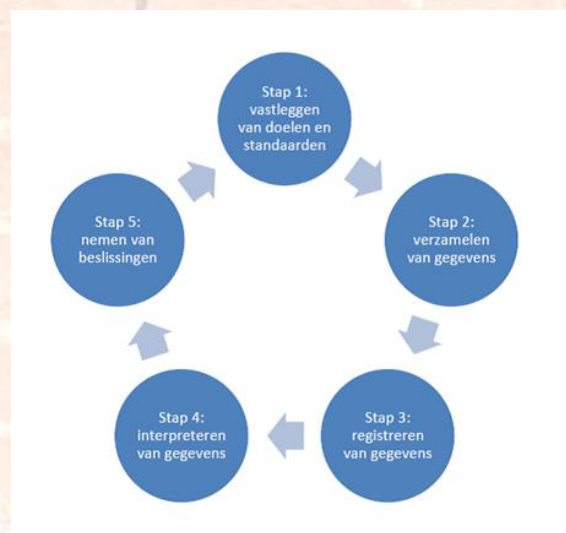 Stap 1:
vastleggen
van doelen en
standaarden
Stap 2:
verzamelen
van gegevens
Stap 3:
registreren
van gegevens
Stap 4:
interpreteren
van gegevens
Stap 5:
nemen van
beslissingen